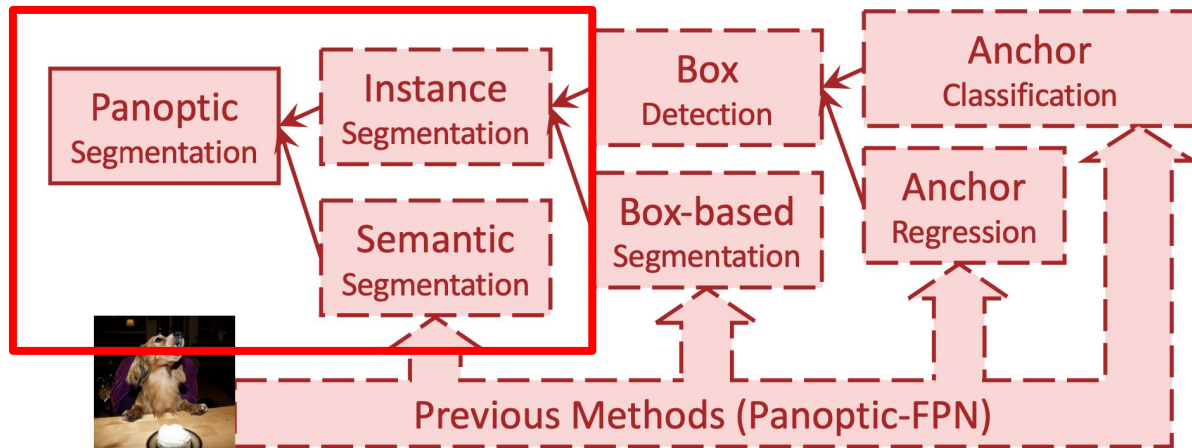 Panoptic
Segmentation
Instance
Segmentation
Semantic
Segmentation
Box
Detection
Box-based
Segmentation
Anchor
Classification
Anchor
Regression
Previous Methods (Panoptic-FPN)